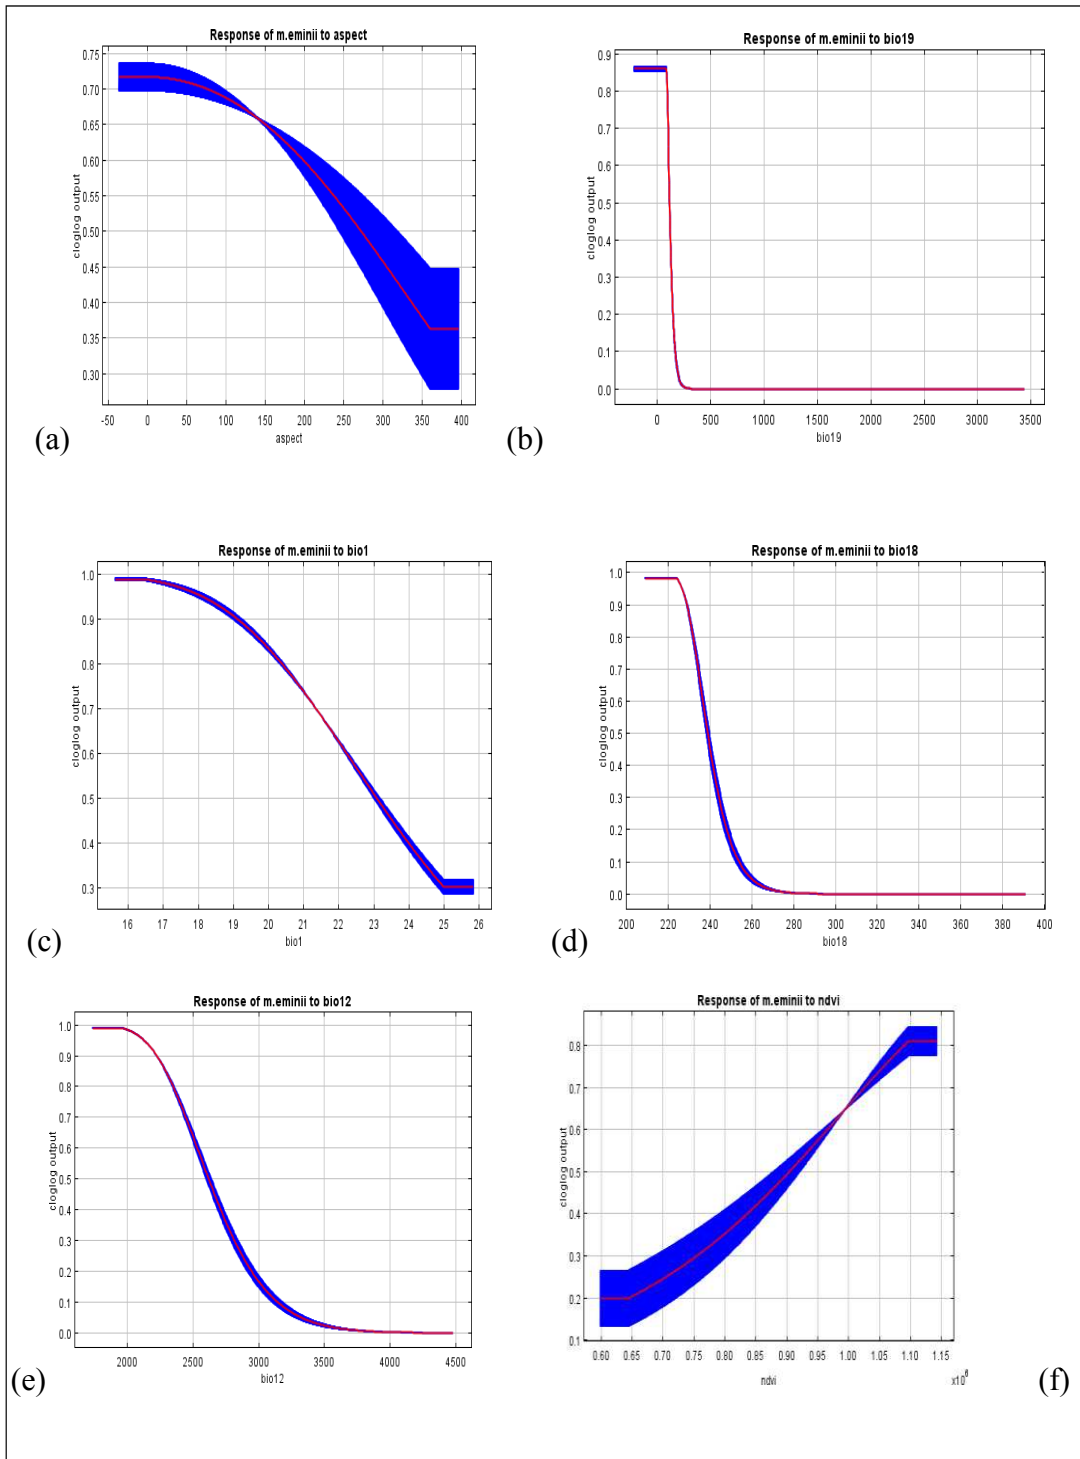 Response of m.eminii to aspect
cloglog output
0.75
0.70
0.65
0.60
0.55
0.50
0.45
0.40
0.35
0.30
-50 0 50 100 150 200 250 300 350 400
aspect
(a)
Response of m.eminii to bio19
cloglog output
0.9
0.8
0.7
0.6
0.5
0.4
0.3
0.2
0.1
0.0
0 500 1000 1500 2000 2500 3000 3500
bio19
(b)
Response of m.eminii to bio1
cloglog output
1.0
0.9
0.8
0.7
0.6
0.5
0.4
0.3
16 17 18 19 20 21 22 23 24 25 26
bio1
(c)
Response of m.eminii to bio18
cloglog output
1.0
0.9
0.8
0.7
0.6
0.5
0.4
0.3
0.2
0.1
0.0
200 220 240 260 280 300 320 340 360 380 400
bio18
(d)
Response of m.eminii to bio12
cloglog output
1.0
0.9
0.8
0.7
0.6
0.5
0.4
0.3
0.2
0.1
0.0
2000 2500 3000 3500 4000 4500
bio12
(e)
Response of m.eminii to ndvi
cloglog output
0.8
0.7
0.6
0.5
0.4
0.3
0.2
0.1
0.60 0.65 0.70 0.75 0.80 0.85 0.90 0.95 1.00 1.05 1.10 1.15
ndvi
(f)